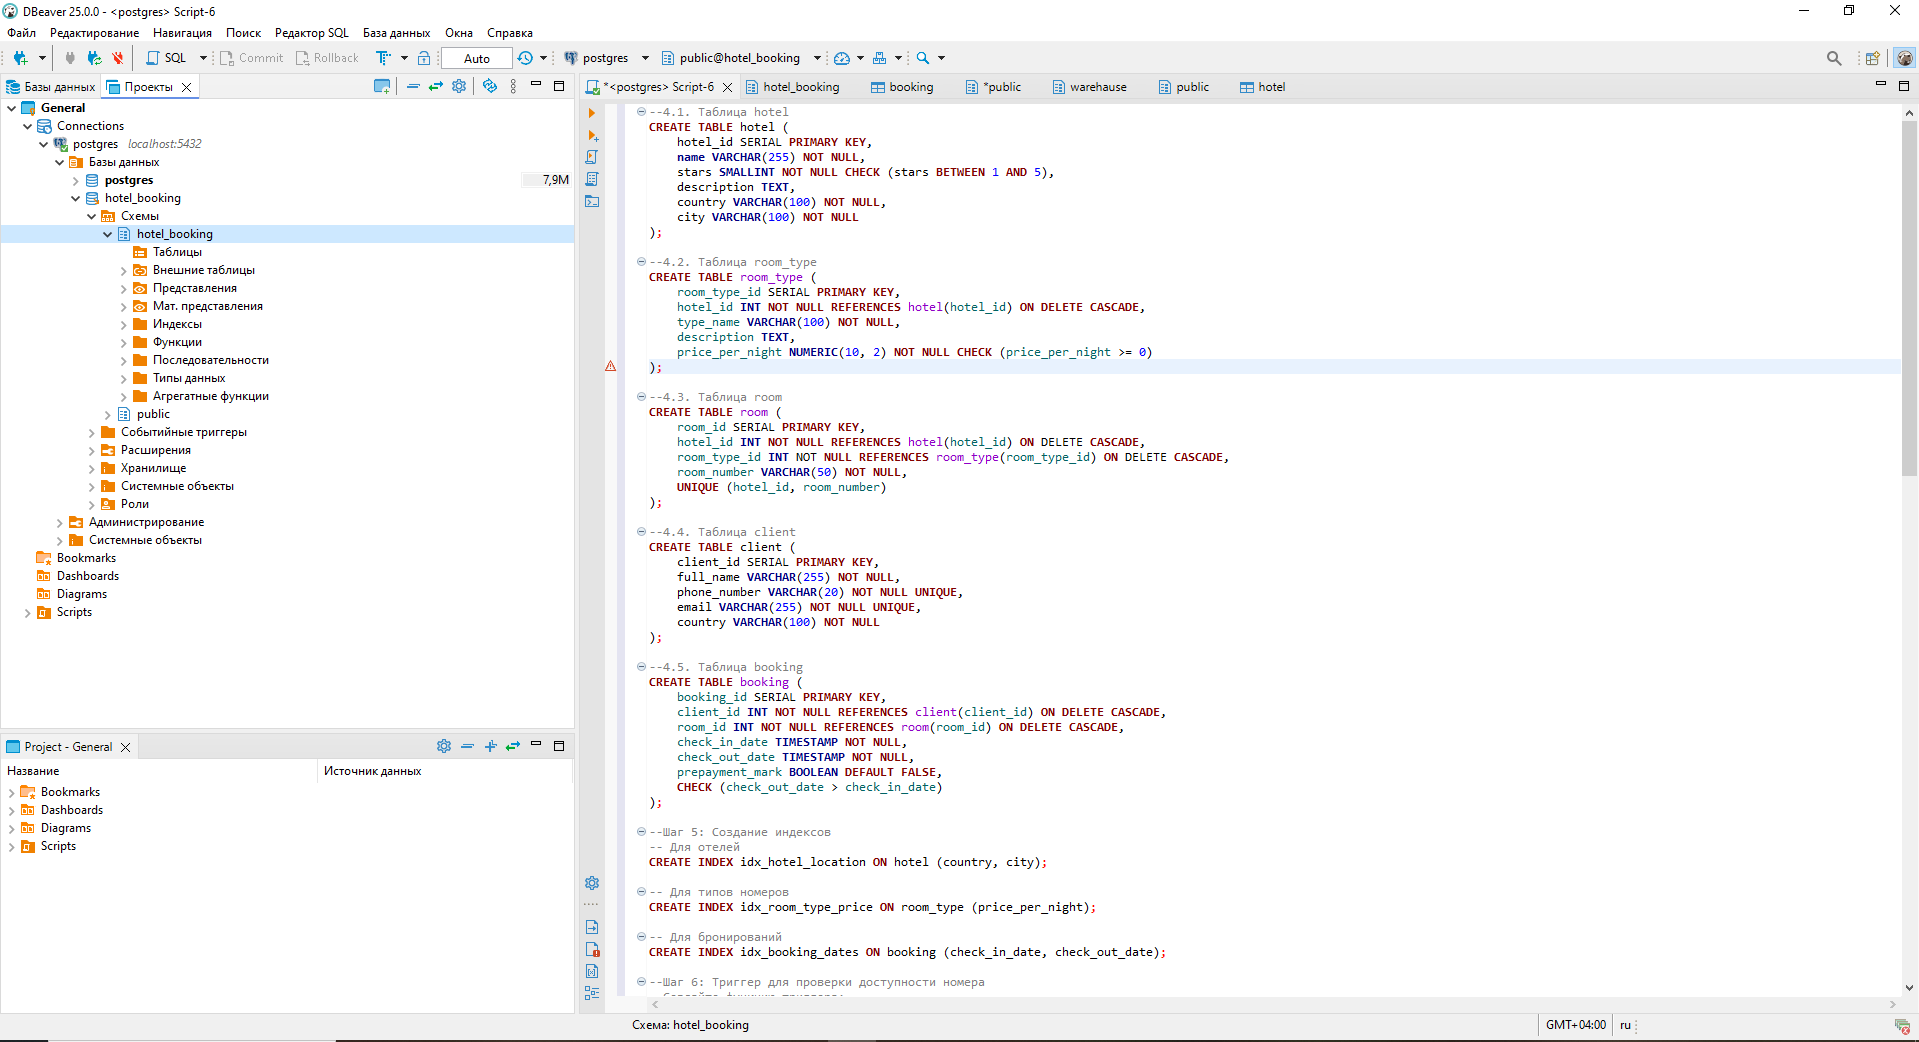 DBeaver 25.0.0 - <postgres> Script-6
Файл Редактирование Навигация Поиск Редактор SQL База данных Окна Справка
SQL Commit Rollback Auto postgres public@hotel_booking
Базы данных Проекты
General
Connections
postgres localhost:5432
Базы данных
postgres 7,9M
hotel_booking
Схемы
hotel_booking
Таблицы
Внешние таблицы
Представления
Мат. представления
Индексы
Функции
Последовательности
Типы данных
Агрегатные функции
public
Событийные триггеры
Расширения
Хранилище
Системные объекты
Роли
Администрирование
Системные объекты
Bookmarks
Dashboards
Diagrams
Scripts
Project - General
Название Источник данных
Bookmarks
Dashboards
Diagrams
Scripts
*<postgres> Script-6 hotel_booking booking *public warehause public hotel
--4.1. Таблица hotel
CREATE TABLE hotel (
hotel_id SERIAL PRIMARY KEY,
name VARCHAR(255) NOT NULL,
stars SMALLINT NOT NULL CHECK (stars BETWEEN 1 AND 5),
description TEXT,
country VARCHAR(100) NOT NULL,
city VARCHAR(100) NOT NULL
);
--4.2. Таблица room_type
CREATE TABLE room_type (
room_type_id SERIAL PRIMARY KEY,
hotel_id INT NOT NULL REFERENCES hotel(hotel_id) ON DELETE CASCADE,
type_name VARCHAR(100) NOT NULL,
description TEXT,
price_per_night NUMERIC(10, 2) NOT NULL CHECK (price_per_night >= 0)
);
--4.3. Таблица room
CREATE TABLE room (
room_id SERIAL PRIMARY KEY,
hotel_id INT NOT NULL REFERENCES hotel(hotel_id) ON DELETE CASCADE,
room_type_id INT NOT NULL REFERENCES room_type(room_type_id) ON DELETE CASCADE,
room_number VARCHAR(50) NOT NULL,
UNIQUE (hotel_id, room_number)
);
--4.4. Таблица client
CREATE TABLE client (
client_id SERIAL PRIMARY KEY,
full_name VARCHAR(255) NOT NULL,
phone_number VARCHAR(20) NOT NULL UNIQUE,
email VARCHAR(255) NOT NULL UNIQUE,
country VARCHAR(100) NOT NULL
);
--4.5. Таблица booking
CREATE TABLE booking (
booking_id SERIAL PRIMARY KEY,
client_id INT NOT NULL REFERENCES client(client_id) ON DELETE CASCADE,
room_id INT NOT NULL REFERENCES room(room_id) ON DELETE CASCADE,
check_in_date TIMESTAMP NOT NULL,
check_out_date TIMESTAMP NOT NULL,
prepayment_mark BOOLEAN DEFAULT FALSE,
CHECK (check_out_date > check_in_date)
);
--Шаг 5: Создание индексов
-- Для отелей
CREATE INDEX idx_hotel_location ON hotel (country, city);
-- Для типов номеров
CREATE INDEX idx_room_type_price ON room_type (price_per_night);
-- Для бронирований
CREATE INDEX idx_booking_dates ON booking (check_in_date, check_out_date);
--Шаг 6: Триггер для проверки доступности номера
Схема: hotel_booking GMT+04:00 ru